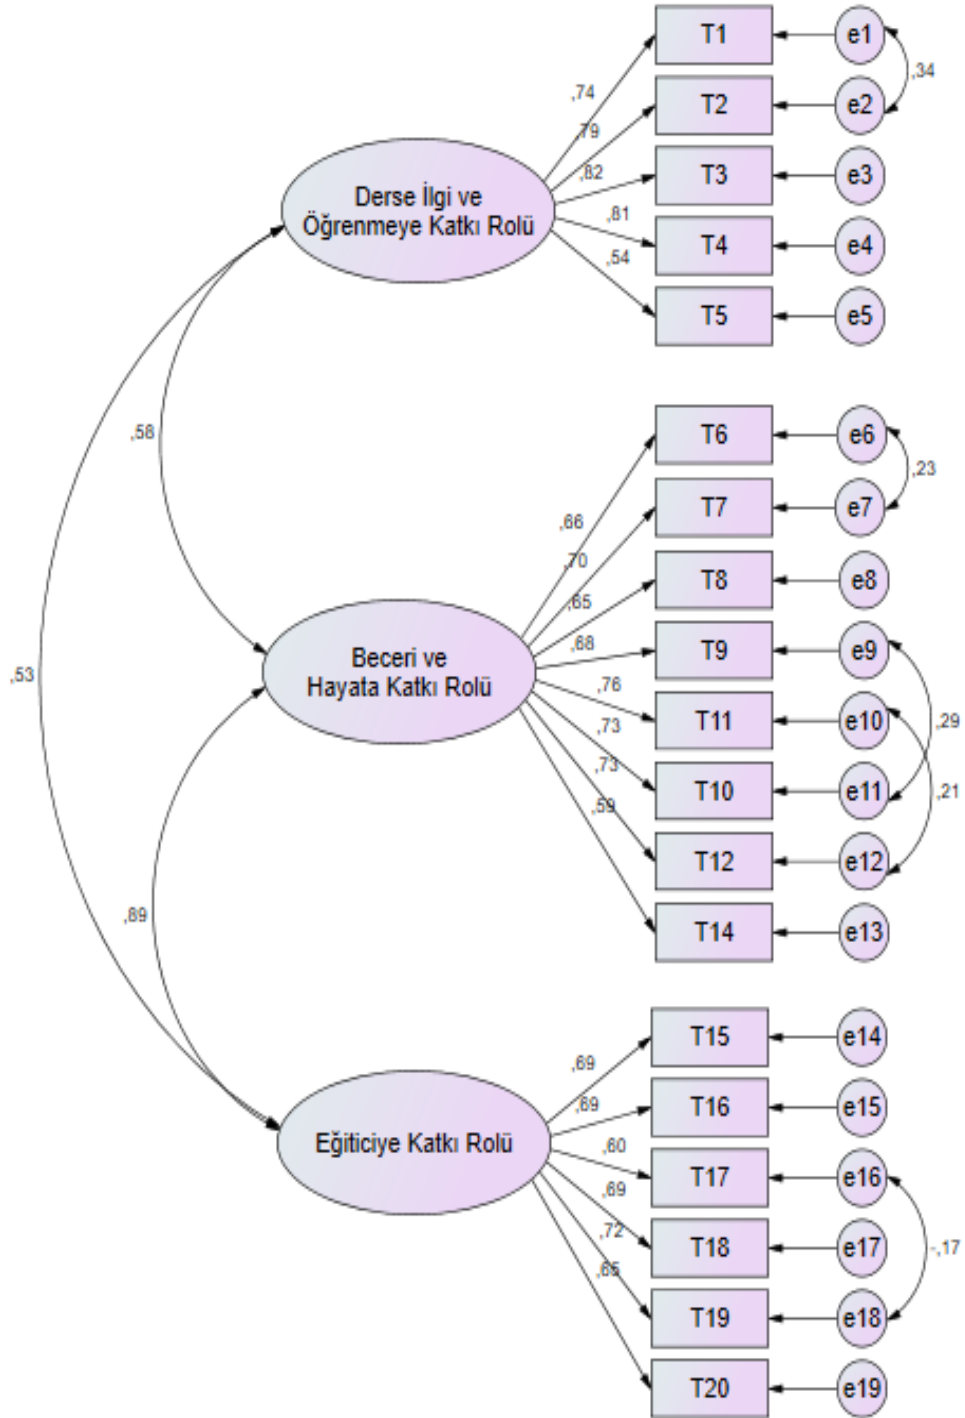 T1
e1
,34
,74
T2
e2
,79
T3
e3
,82
Derse İlgi ve
Öğrenmeye Katkı Rolü
T4
e4
,81
,54
T5
e5
,58
T6
e6
,23
,66
T7
e7
,70
T8
e8
,65
T9
e9
,68
Beceri ve
Hayata Katkı Rolü
,53
T11
e10
,76
,29
,73
T10
e11
,21
,73
,59
T12
e12
T14
e13
,89
T15
e14
,69
T16
e15
,69
Eğiticiye Katkı Rolü
,60
T17
e16
,69
T18
e17
-,17
,72
,65
T19
e18
T20
e19